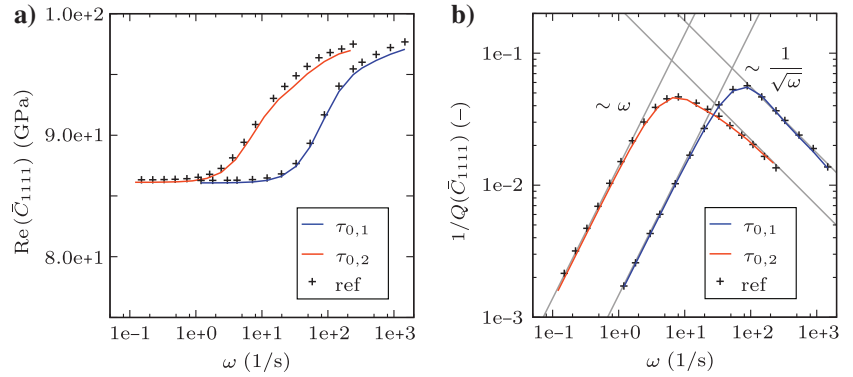 a)
1.0e+2
9.0e+1
8.0e+1
Re(C̄₁₁₁₁) (GPa)
τ₀,₁
τ₀,₂
ref
1e−1 1e+0 1e+1 1e+2 1e+3
ω (1/s)
b)
1e−1
1e−2
1e−3
1/Q(C̄₁₁₁₁) (−)
∼ ω
∼ 1/√ω
τ₀,₁
τ₀,₂
ref
1e−1 1e+0 1e+1 1e+2 1e+3
ω (1/s)